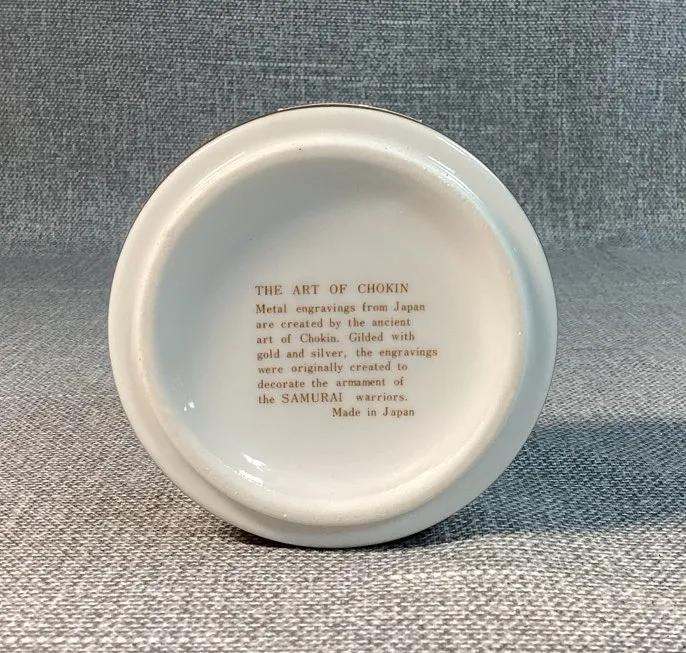 THE ART OF CHOKIN
Metal engravings from Japan
are created by the ancient
art of Chokin. Gilded with
gold and silver, the engravings
were originally created to
decorate the armament of
the SAMURAI warriors.
Made in Japan